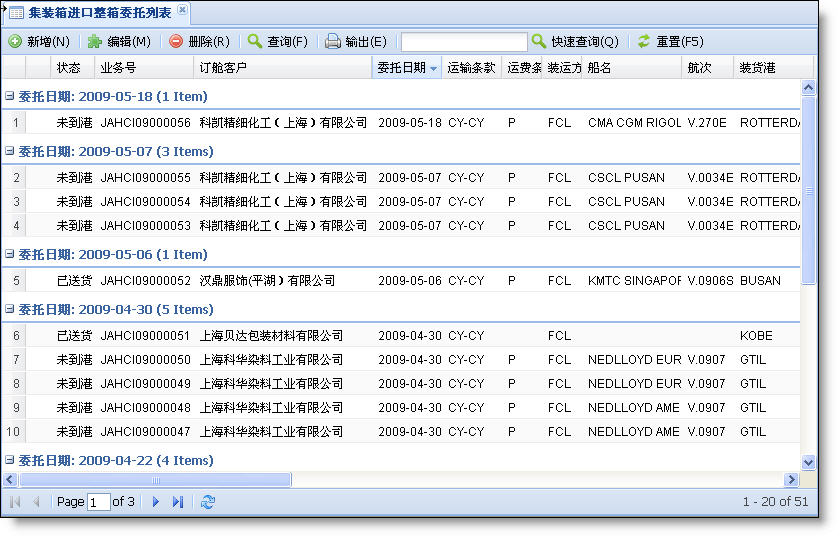 集装箱进口整箱委托列表
新增(N) 编辑(M) 删除(R) 查询(F) 输出(E) 快速查询(Q) 重置(F5)
状态 业务号 订舱客户 委托日期 运输条款 运费条 装运方 船名 航次 装货港
委托日期: 2009-05-18 (1 Item)
1 未到港 JAHCI09000056 科凯精细化工（上海）有限公司 2009-05-18 CY-CY P FCL CMA CGM RIGOL V.270E ROTTERDA
委托日期: 2009-05-07 (3 Items)
2 未到港 JAHCI09000055 科凯精细化工（上海）有限公司 2009-05-07 CY-CY P FCL CSCL PUSAN V.0034E ROTTERDA
3 未到港 JAHCI09000054 科凯精细化工（上海）有限公司 2009-05-07 CY-CY P FCL CSCL PUSAN V.0034E ROTTERDA
4 未到港 JAHCI09000053 科凯精细化工（上海）有限公司 2009-05-07 CY-CY P FCL CSCL PUSAN V.0034E ROTTERDA
委托日期: 2009-05-06 (1 Item)
5 已送货 JAHCI09000052 汉鼎服饰(平湖）有限公司 2009-05-06 CY-CY P FCL KMTC SINGAPOF V.0906S BUSAN
委托日期: 2009-04-30 (5 Items)
6 已送货 JAHCI09000051 上海贝达包装材料有限公司 2009-04-30 CY-CY FCL KOBE
7 未到港 JAHCI09000050 上海科华染料工业有限公司 2009-04-30 CY-CY P FCL NEDLLOYD EUR V.0907 GTIL
8 未到港 JAHCI09000049 上海科华染料工业有限公司 2009-04-30 CY-CY P FCL NEDLLOYD EUR V.0907 GTIL
9 未到港 JAHCI09000048 上海科华染料工业有限公司 2009-04-30 CY-CY P FCL NEDLLOYD AME V.0907 GTIL
10 未到港 JAHCI09000047 上海科华染料工业有限公司 2009-04-30 CY-CY P FCL NEDLLOYD AME V.0907 GTIL
委托日期: 2009-04-22 (4 Items)
Page 1 of 3 1 - 20 of 51